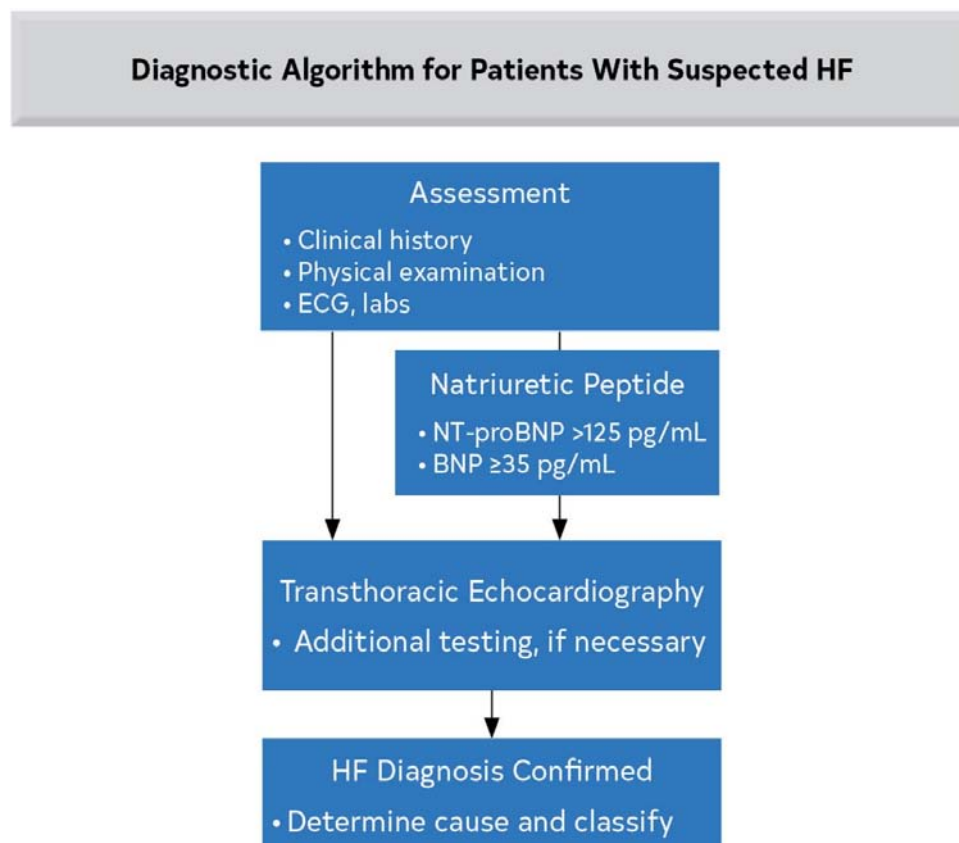 Diagnostic Algorithm for Patients With Suspected HF
Assessment
• Clinical history
• Physical examination
• ECG, labs
Natriuretic Peptide
• NT-proBNP >125 pg/mL
• BNP ≥35 pg/mL
Transthoracic Echocardiography
• Additional testing, if necessary
HF Diagnosis Confirmed
• Determine cause and classify